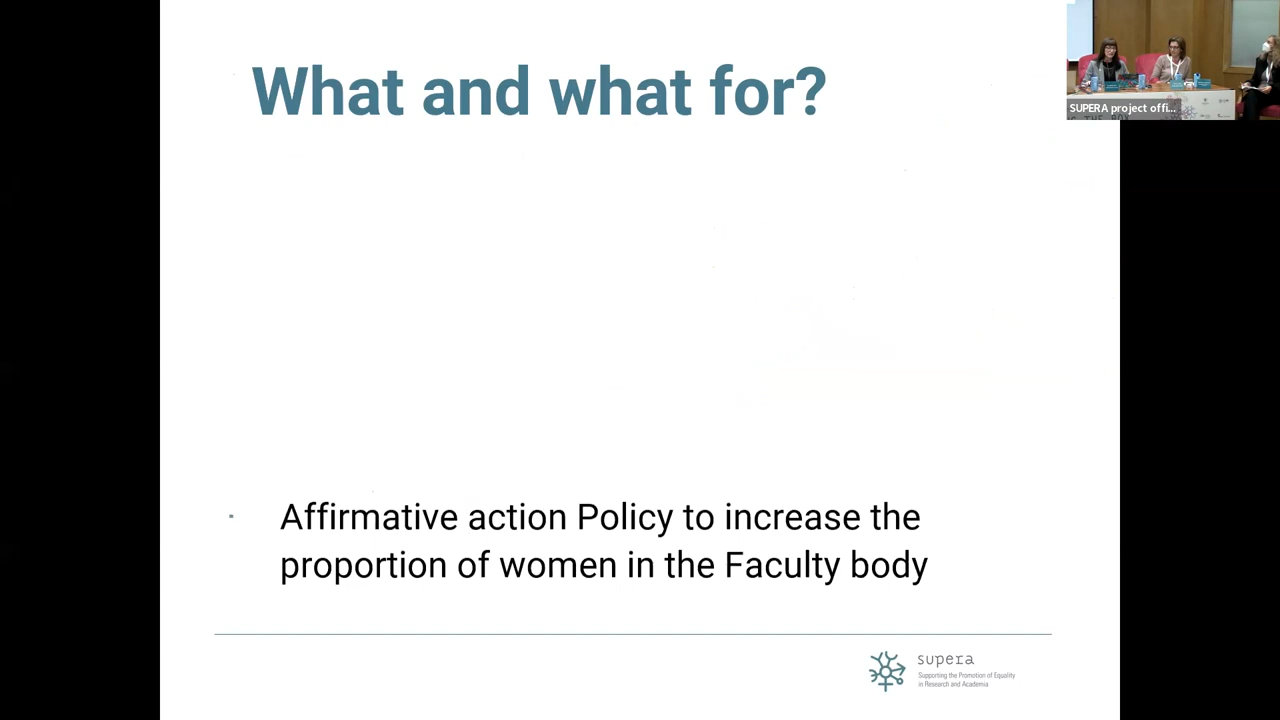 What and what for?
SUPERA project offi...
Affirmative action Policy to increase the
proportion of women in the Faculty body
supera
Supporting the Promotion of Equality
in Research and Academia